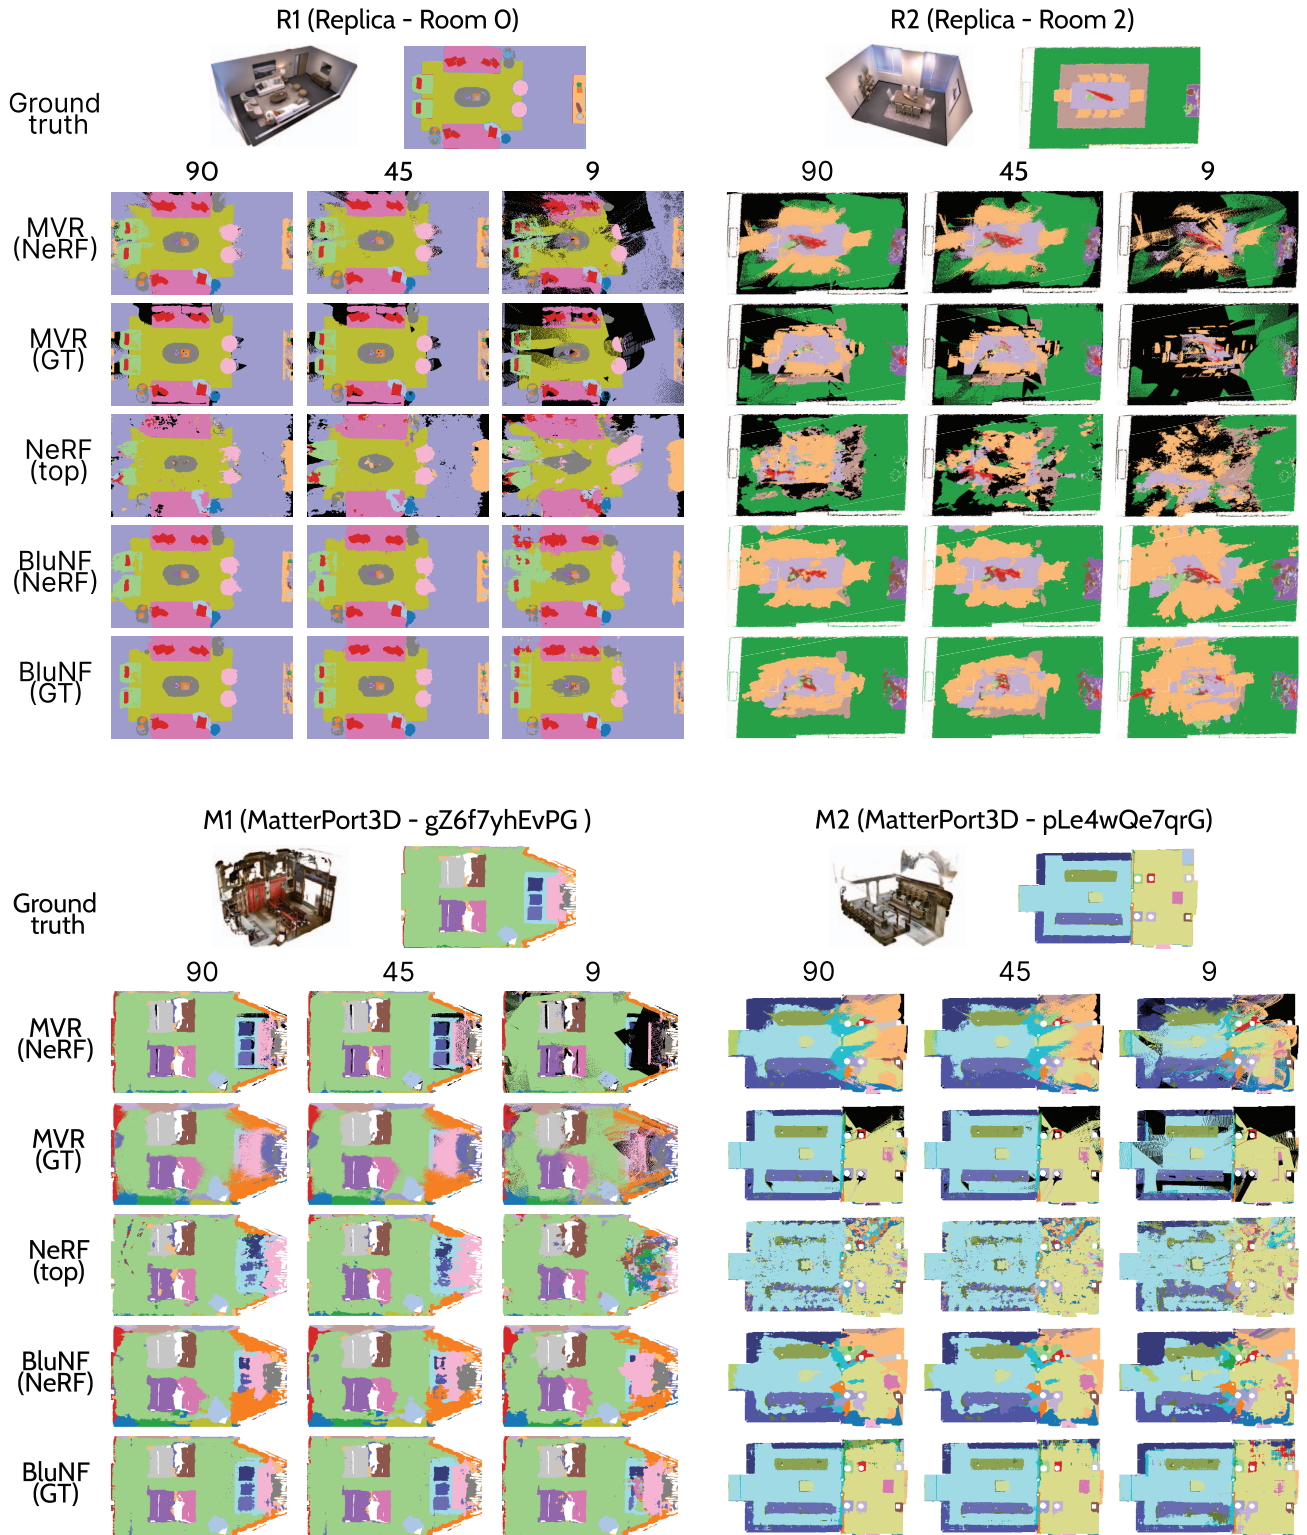 R1 (Replica - Room 0)
R2 (Replica - Room 2)
Ground
truth
90
45
9
90
45
9
MVR
(NeRF)
MVR
(GT)
NeRF
(top)
BluNF
(NeRF)
BluNF
(GT)
M1 (MatterPort3D - gZ6f7yhEvPG )
M2 (MatterPort3D - pLe4wQe7qrG)
Ground
truth
90
45
9
90
45
9
MVR
(NeRF)
MVR
(GT)
NeRF
(top)
BluNF
(NeRF)
BluNF
(GT)